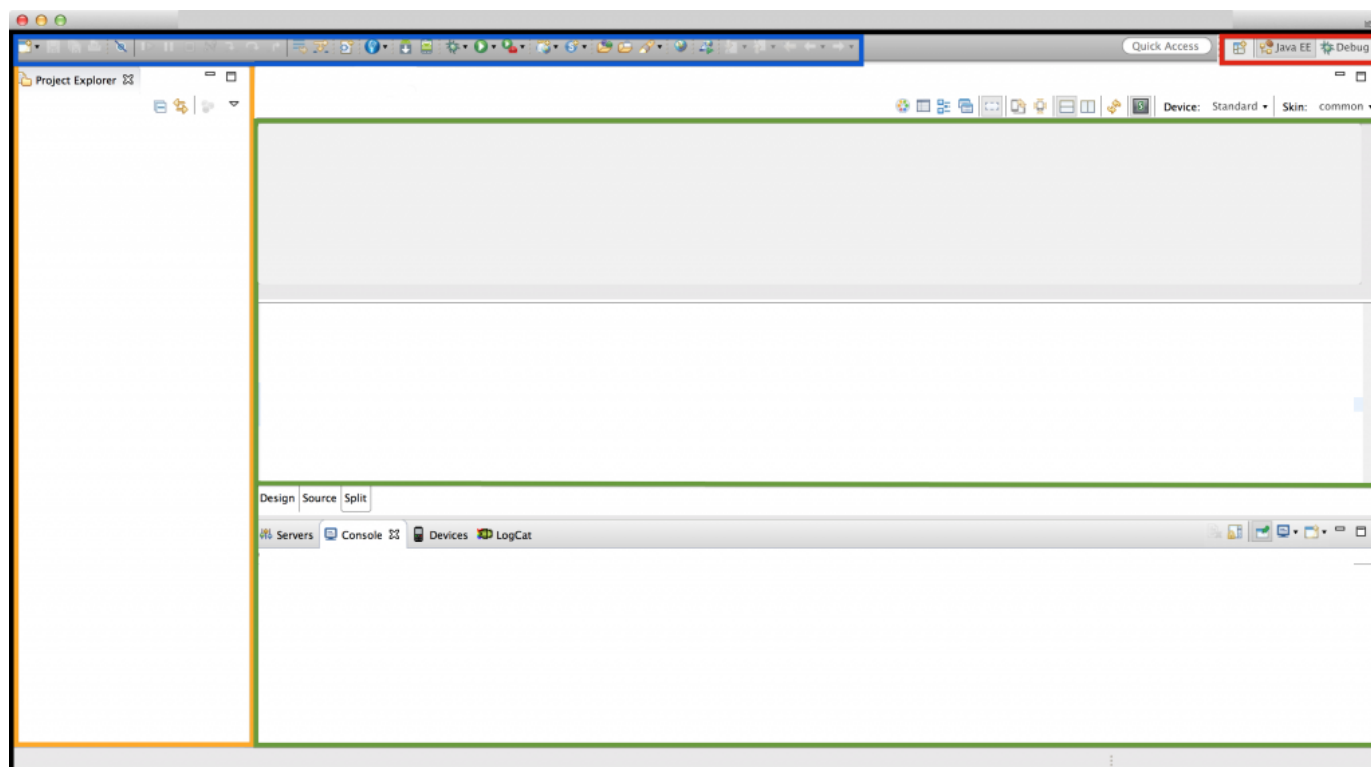 Quick Access Java EE Debug
Project Explorer
Device: Standard Skin: common
Design Source Split
Servers Console Devices LogCat